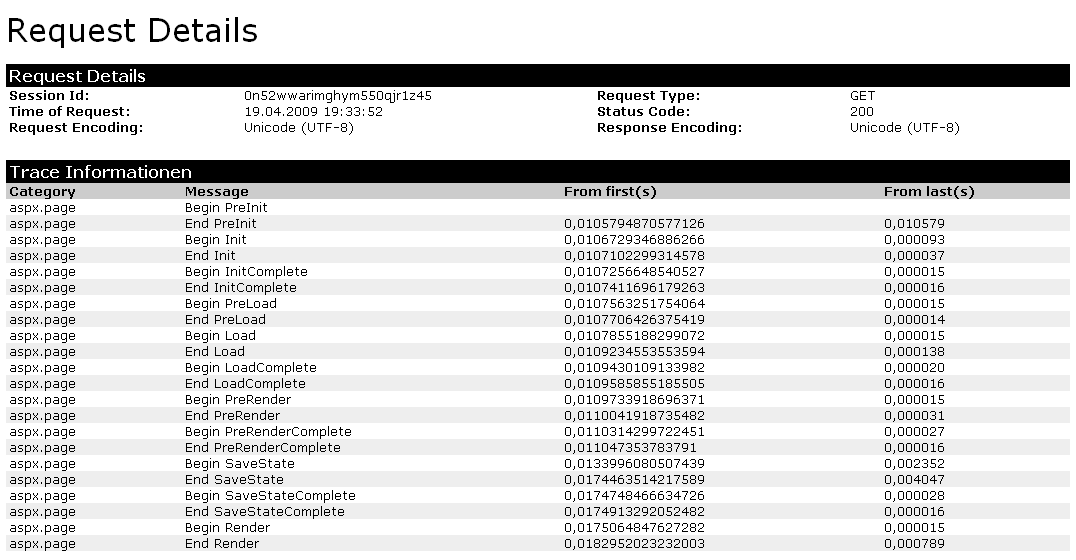 Request Details
Request Details
Session Id: 0n52wwarimghym550qjr1z45 Request Type: GET
Time of Request: 19.04.2009 19:33:52 Status Code: 200
Request Encoding: Unicode (UTF-8) Response Encoding: Unicode (UTF-8)
Trace Informationen
Category Message From first(s) From last(s)
aspx.page Begin PreInit
aspx.page End PreInit 0,0105794870577126 0,010579
aspx.page Begin Init 0,0106729346886266 0,000093
aspx.page End Init 0,0107102299314578 0,000037
aspx.page Begin InitComplete 0,0107256648540527 0,000015
aspx.page End InitComplete 0,0107411696179263 0,000016
aspx.page Begin PreLoad 0,0107563251754064 0,000015
aspx.page End PreLoad 0,0107706426375419 0,000014
aspx.page Begin Load 0,0107855188299072 0,000015
aspx.page End Load 0,0109234553553594 0,000138
aspx.page Begin LoadComplete 0,0109430109133982 0,000020
aspx.page End LoadComplete 0,0109585855185505 0,000016
aspx.page Begin PreRender 0,0109733918696371 0,000015
aspx.page End PreRender 0,0110041918735482 0,000031
aspx.page Begin PreRenderComplete 0,0110314299722451 0,000027
aspx.page End PreRenderComplete 0,011047353783791 0,000016
aspx.page Begin SaveState 0,0133996080507439 0,002352
aspx.page End SaveState 0,0174463514217589 0,004047
aspx.page Begin SaveStateComplete 0,0174748466634726 0,000028
aspx.page End SaveStateComplete 0,0174913292052482 0,000016
aspx.page Begin Render 0,0175064847627282 0,000015
aspx.page End Render 0,0182952023232003 0,000789